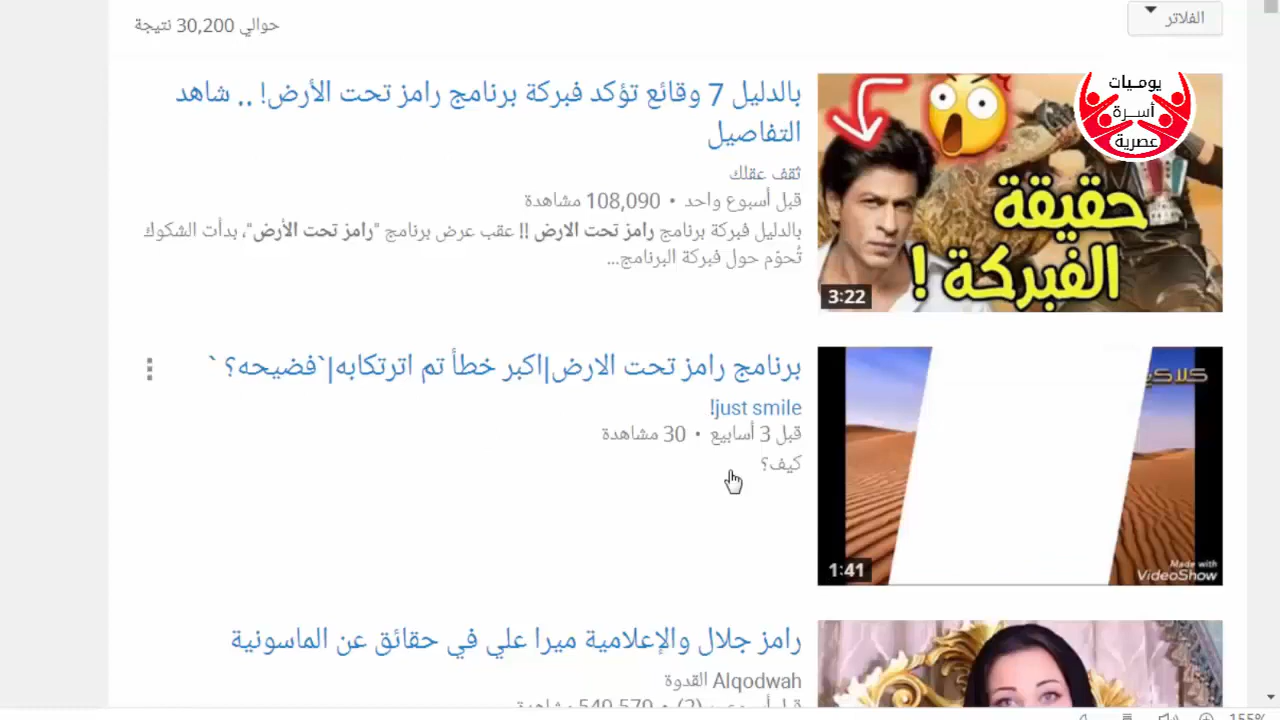 الفلاتر
حوالي 30,200 نتيجة
بالدليل 7 وقائع تؤكد فبركة برنامج رامز تحت الأرض! .. شاهد
التفاصيل
ثقف عقلك
قبل أسبوع واحد • 108,090 مشاهدة
بالدليل فبركة برنامج رامز تحت الارض !! عقب عرض برنامج "رامز تحت الأرض"، بدأت الشكوك
تُحوّم حول فبركة البرنامج...
يوميات
أسرة
عصرية
حقيقة
الفبركة !
3:22
برنامج رامز تحت الارض|اكبر خطأ تم اترتكابه|`فضيحه؟ `
just smile!
قبل 3 أسابيع • 30 مشاهدة
كيف؟
1:41
Made with
VideoShow
رامز جلال والإعلامية ميرا علي في حقائق عن الماسونية
Alqodwah القدوة
155%